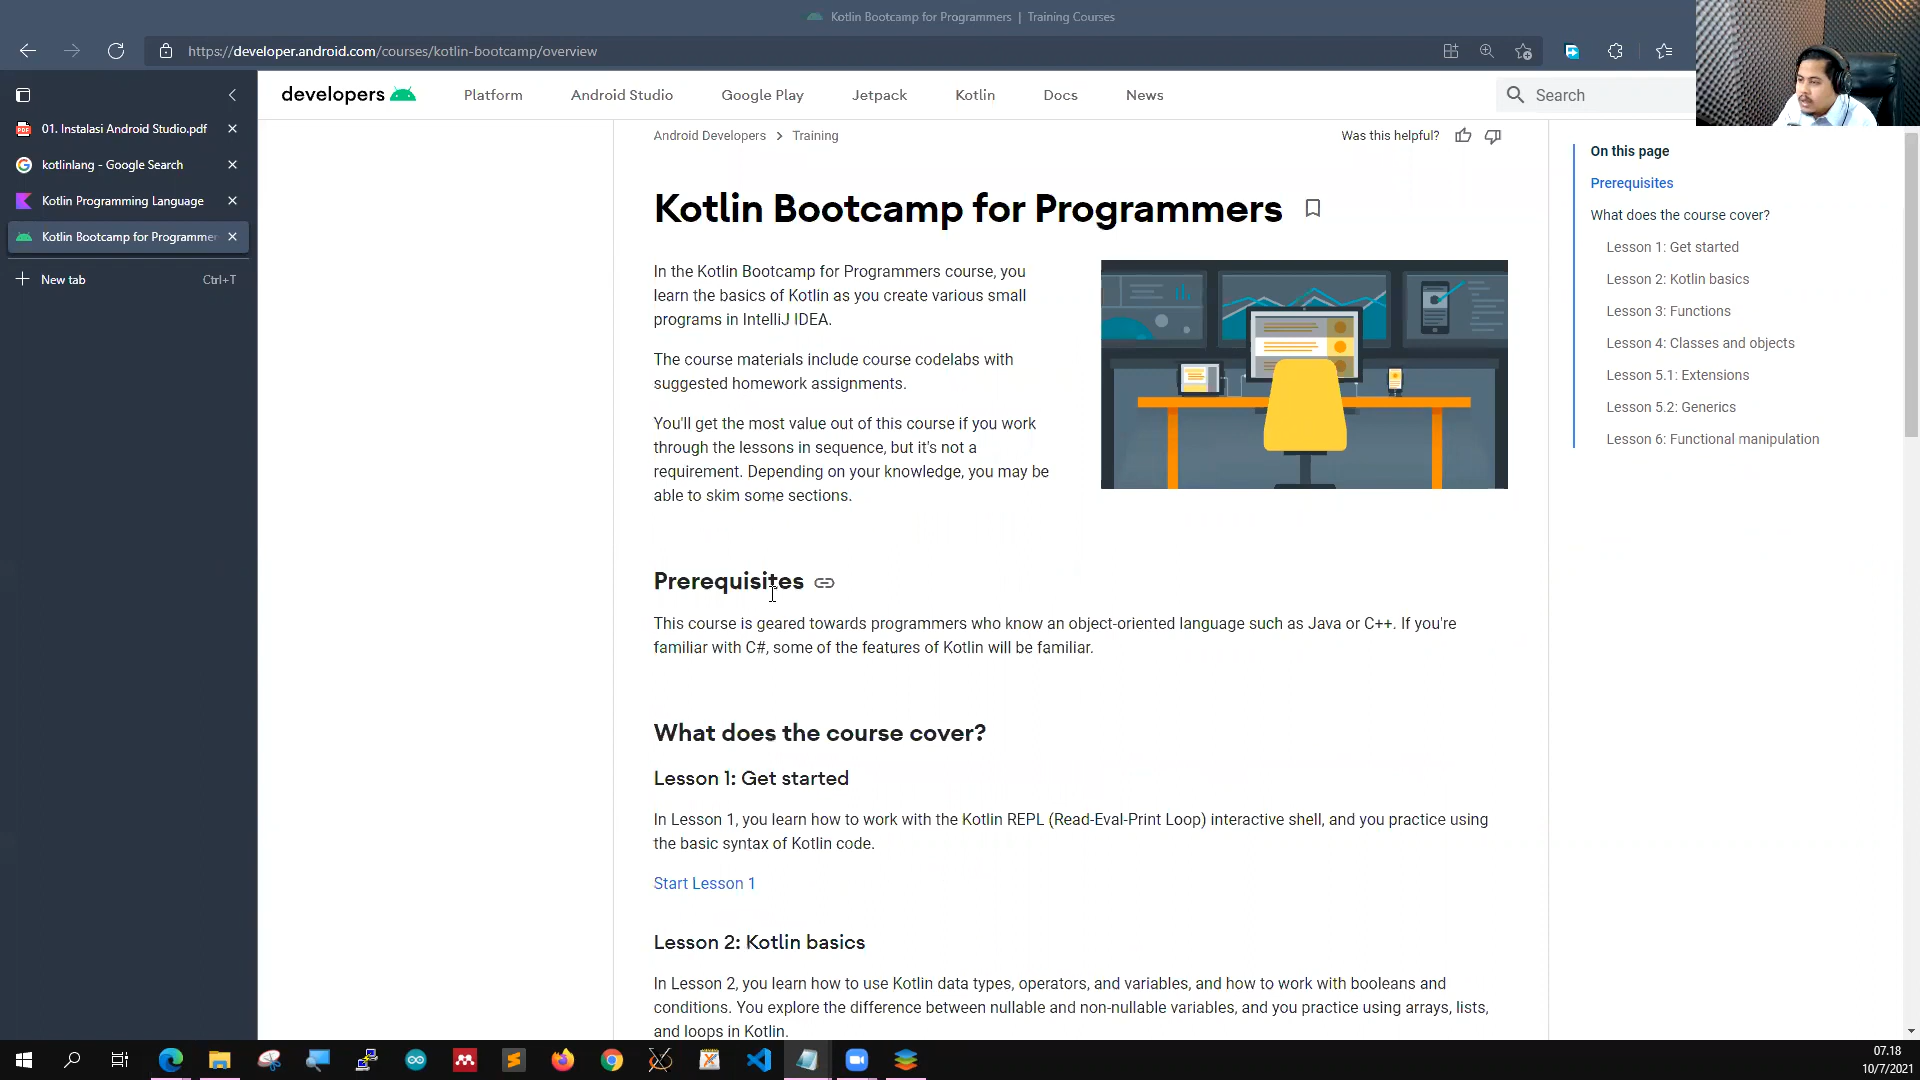 Kotlin Bootcamp for Programmers | Training Courses
https://developer.android.com/courses/kotlin-bootcamp/overview
01. Instalasi Android Studio.pdf
kotlinlang - Google Search
Kotlin Programming Language
Kotlin Bootcamp for Programmer
New tab Ctrl+T
developers Platform Android Studio Google Play Jetpack Kotlin Docs News Search
Android Developers > Training Was this helpful?
Kotlin Bootcamp for Programmers
In the Kotlin Bootcamp for Programmers course, you
learn the basics of Kotlin as you create various small
programs in IntelliJ IDEA.
The course materials include course codelabs with
suggested homework assignments.
You'll get the most value out of this course if you work
through the lessons in sequence, but it's not a
requirement. Depending on your knowledge, you may be
able to skim some sections.
Prerequisites
This course is geared towards programmers who know an object-oriented language such as Java or C++. If you're
familiar with C#, some of the features of Kotlin will be familiar.
What does the course cover?
Lesson 1: Get started
In Lesson 1, you learn how to work with the Kotlin REPL (Read-Eval-Print Loop) interactive shell, and you practice using
the basic syntax of Kotlin code.
Start Lesson 1
Lesson 2: Kotlin basics
In Lesson 2, you learn how to use Kotlin data types, operators, and variables, and how to work with booleans and
conditions. You explore the difference between nullable and non-nullable variables, and you practice using arrays, lists,
and loops in Kotlin.
On this page
Prerequisites
What does the course cover?
Lesson 1: Get started
Lesson 2: Kotlin basics
Lesson 3: Functions
Lesson 4: Classes and objects
Lesson 5.1: Extensions
Lesson 5.2: Generics
Lesson 6: Functional manipulation
07.18
10/7/2021